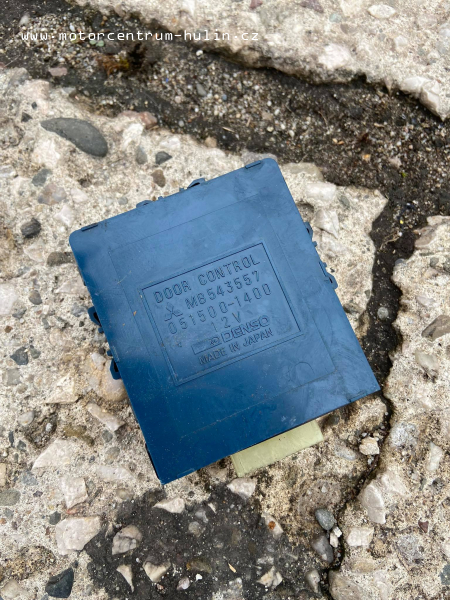 www.motorcentrum-hulin.cz
DOOR CONTROL
MB543557
051500-1400
12V
DENSO
MADE IN JAPAN